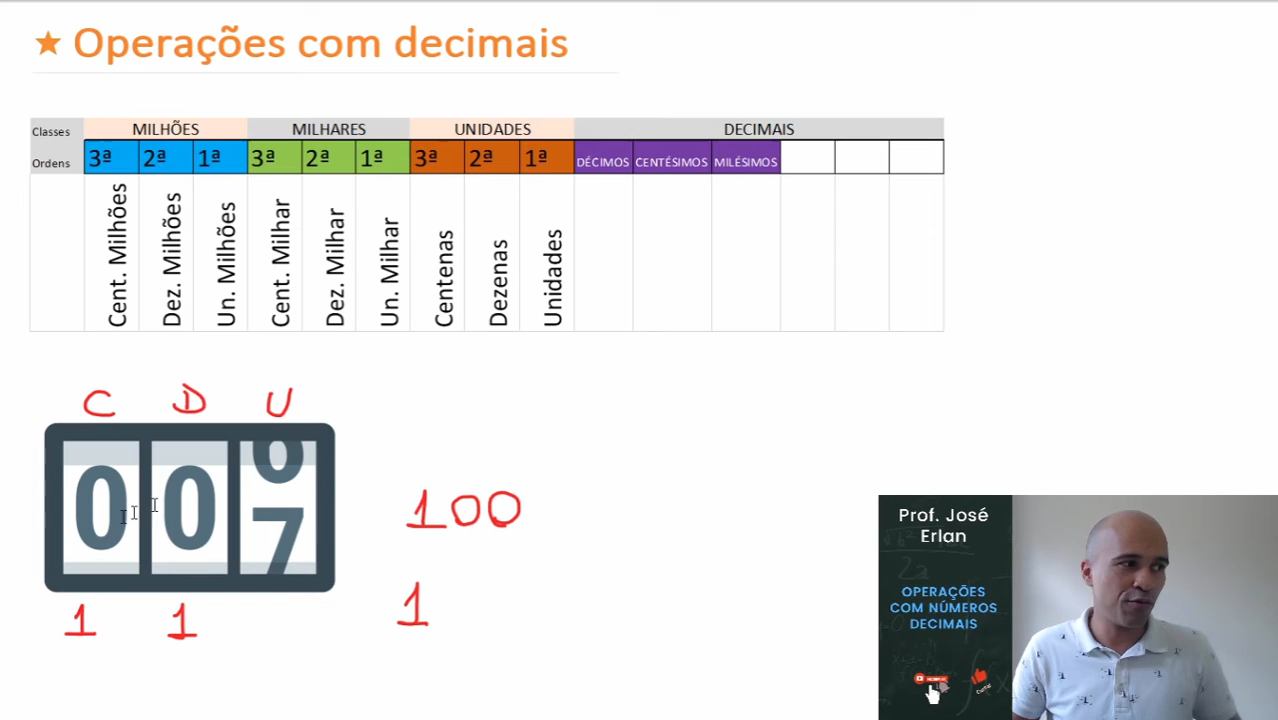 Operações com decimais
Classes MILHÕES MILHARES UNIDADES DECIMAIS
Ordens 3ª 2ª 1ª 3ª 2ª 1ª 3ª 2ª 1ª DÉCIMOS CENTÉSIMOS MILÉSIMOS
Cent. Milhões Dez. Milhões Un. Milhões Cent. Milhar Dez. Milhar Un. Milhar Centenas Dezenas Unidades
C D U
0 0 7
100
1 1
1
Prof. José
Erlan
OPERAÇÕES
COM NÚMEROS
DECIMAIS